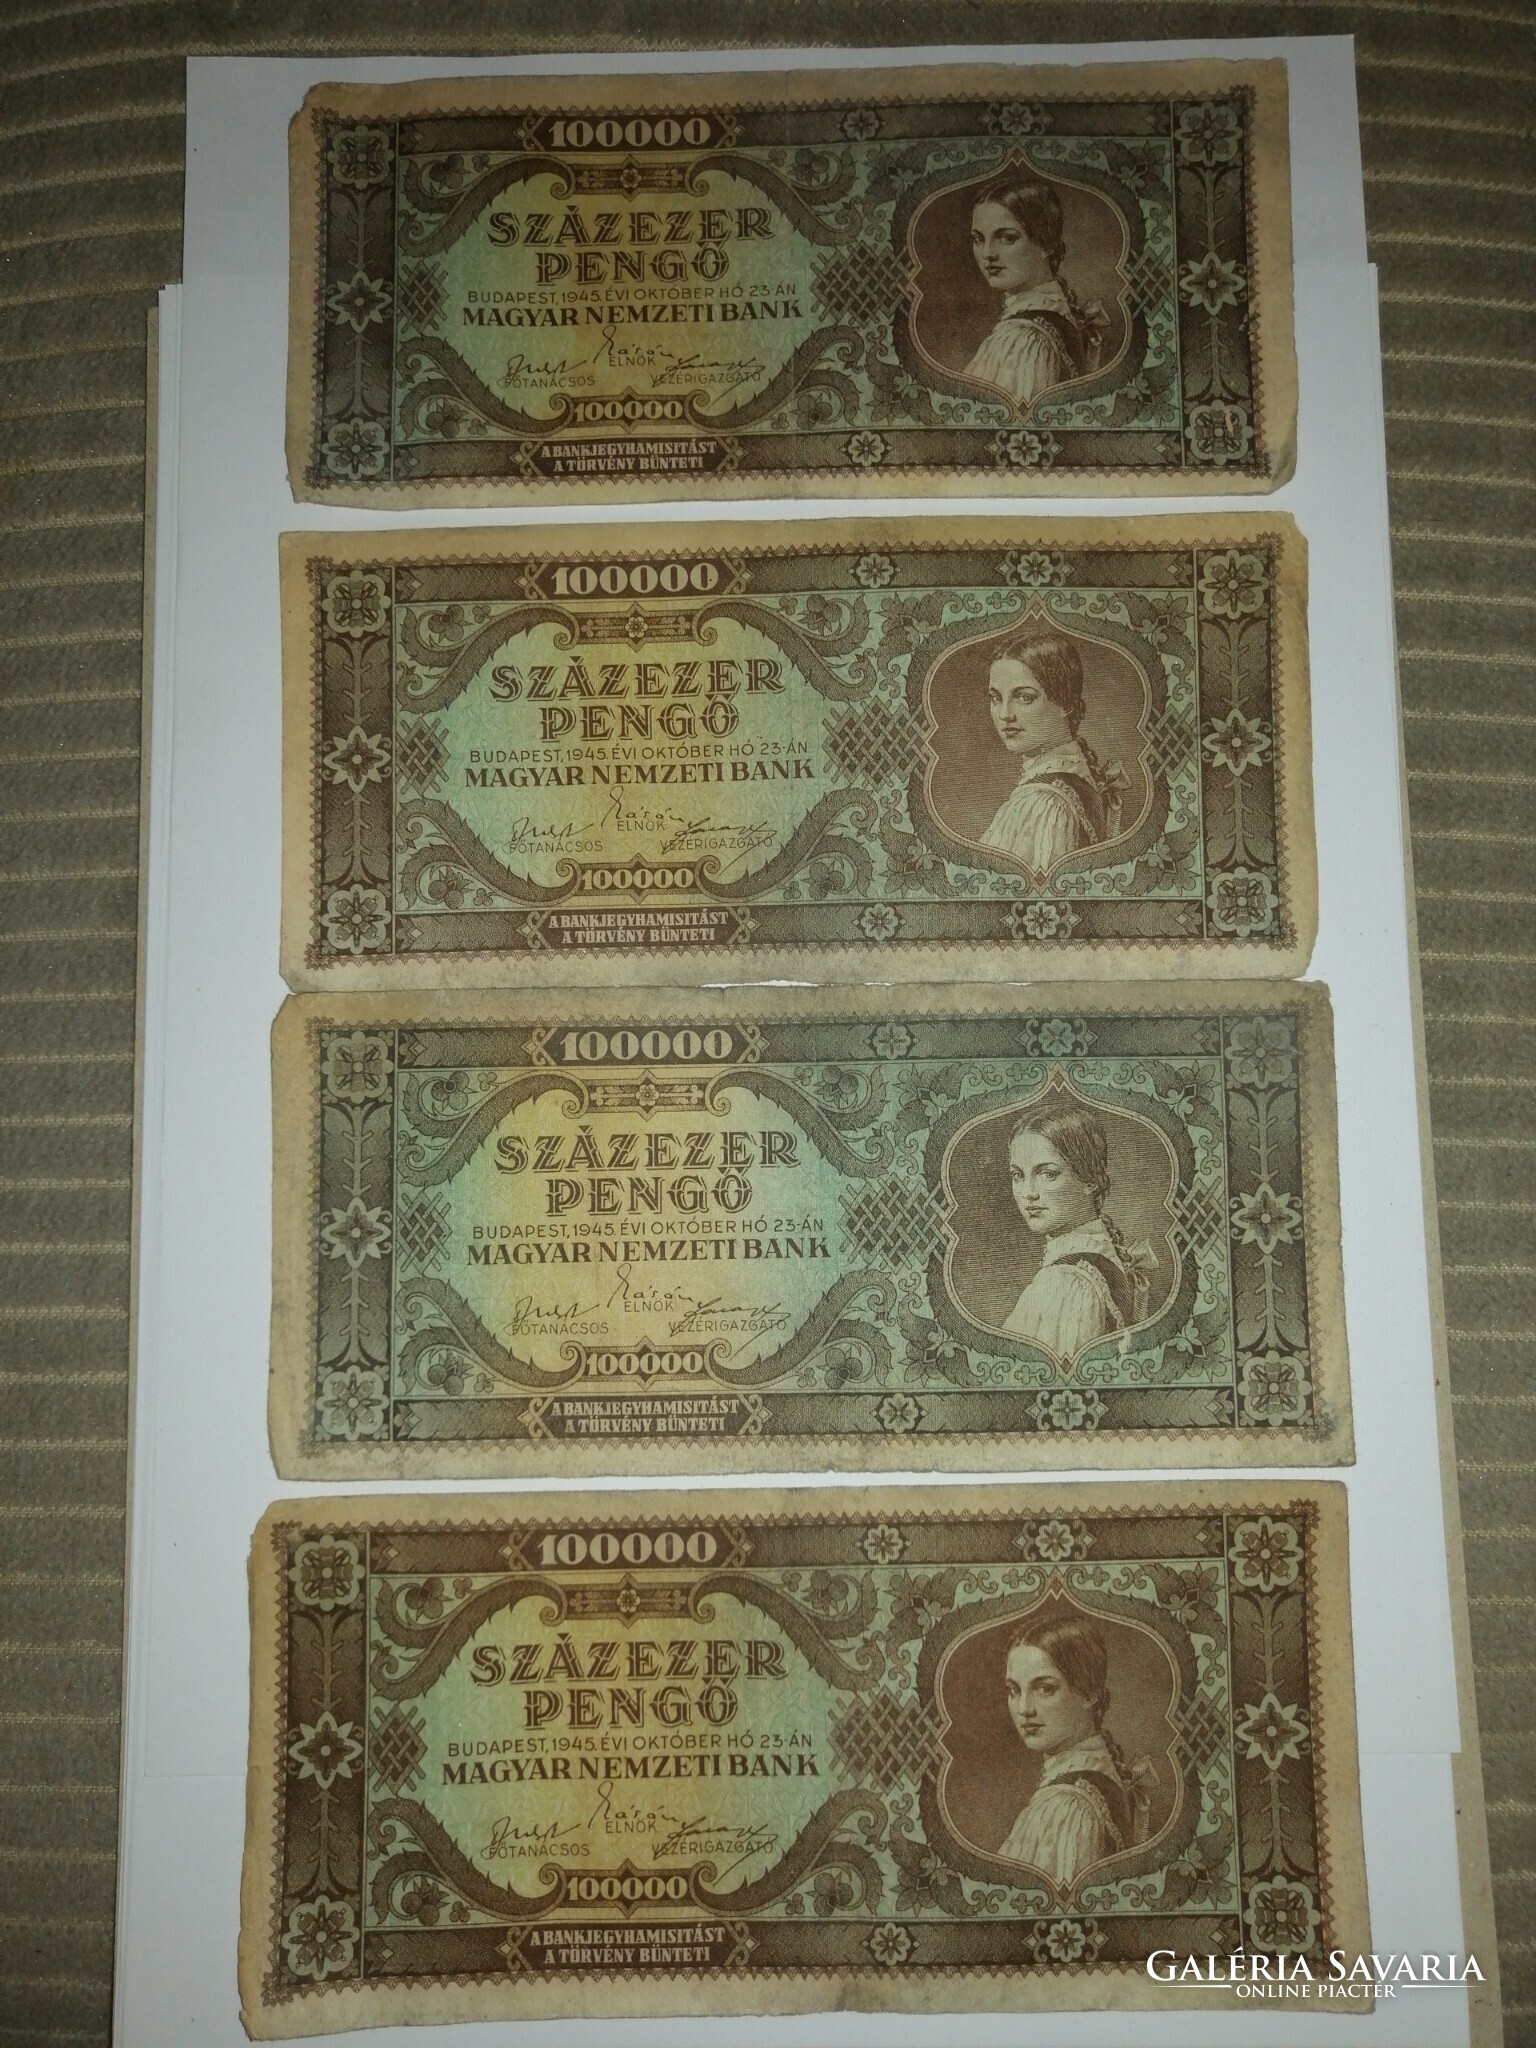 100000
SZÁZEZER
PENGŐ
BUDAPEST, 1945. ÉVI OKTÓBER HÓ 23-ÁN
MAGYAR NEMZETI BANK
ELNÖK
FŐTANÁCSOS VEZÉRIGAZGATÓ
100000
A BANKJEGYHAMISITÁST
A TÖRVÉNY BÜNTETI
100000
SZÁZEZER
PENGŐ
BUDAPEST, 1945. ÉVI OKTÓBER HÓ 23-ÁN
MAGYAR NEMZETI BANK
ELNÖK
FŐTANÁCSOS VEZÉRIGAZGATÓ
100000
A BANKJEGYHAMISITÁST
A TÖRVÉNY BÜNTETI
100000
SZÁZEZER
PENGŐ
BUDAPEST, 1945. ÉVI OKTÓBER HÓ 23-ÁN
MAGYAR NEMZETI BANK
ELNÖK
FŐTANÁCSOS VEZÉRIGAZGATÓ
100000
A BANKJEGYHAMISITÁST
A TÖRVÉNY BÜNTETI
100000
SZÁZEZER
PENGŐ
BUDAPEST, 1945. ÉVI OKTÓBER HÓ 23-ÁN
MAGYAR NEMZETI BANK
ELNÖK
FŐTANÁCSOS VEZÉRIGAZGATÓ
100000
A BANKJEGYHAMISITÁST
A TÖRVÉNY BÜNTETI
GALÉRIA SAVARIA
ONLINE PIACTÉR